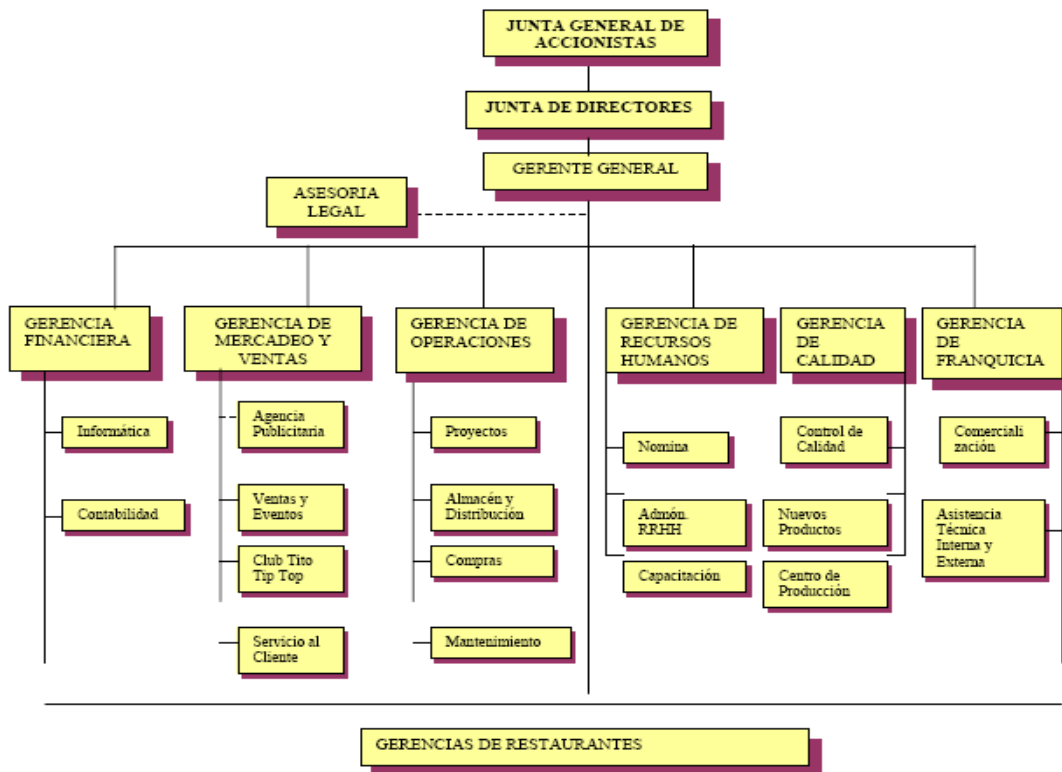 JUNTA GENERAL DE
ACCIONISTAS
JUNTA DE DIRECTORES
GERENTE GENERAL
ASESORIA
LEGAL
GERENCIA
FINANCIERA
GERENCIA DE
MERCADEO Y
VENTAS
GERENCIA DE
OPERACIONES
GERENCIA DE
RECURSOS
HUMANOS
GERENCIA
DE
CALIDAD
GERENCIA
DE
FRANQUICIA
Informática
Contabilidad
Agencia
Publicitaria
Ventas y
Eventos
Club Tito
Tip Top
Servicio al
Cliente
Proyectos
Almacén y
Distribución
Compras
Mantenimiento
Nomina
Admón.
RRHH
Capacitación
Control de
Calidad
Nuevos
Productos
Centro de
Producción
Comerciali
zación
Asistencia
Técnica
Interna y
Externa
GERENCIAS DE RESTAURANTES